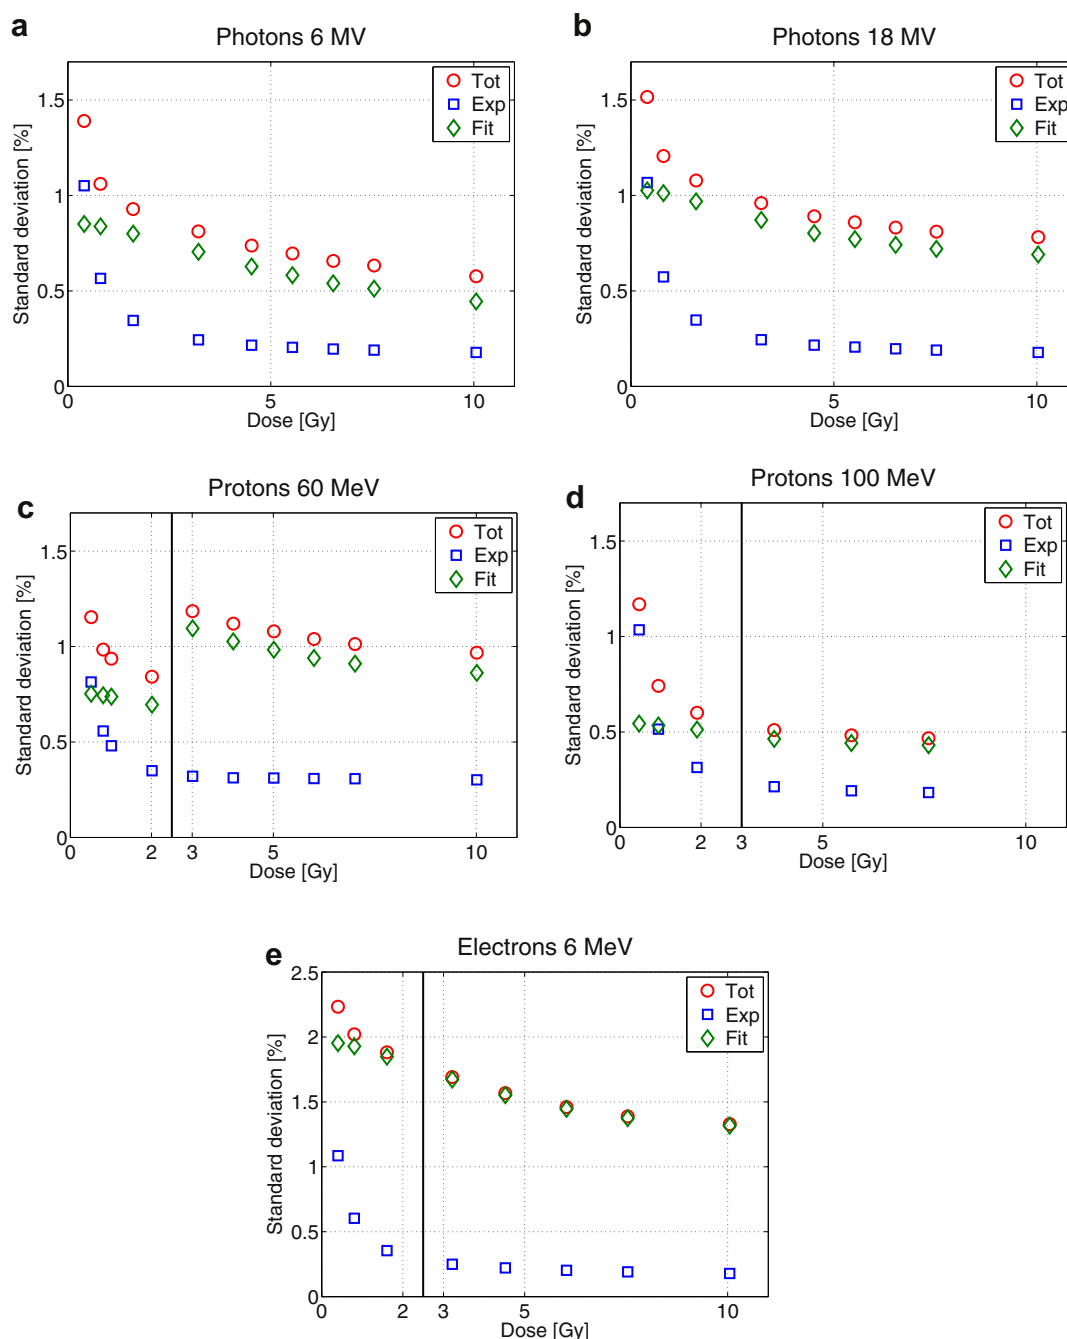 a
Photons 6 MV
Standard deviation [%]
1.5
1
0.5
0
0
5
10
Dose [Gy]
Tot
Exp
Fit
b
Photons 18 MV
Standard deviation [%]
1.5
1
0.5
0
0
5
10
Dose [Gy]
Tot
Exp
Fit
c
Protons 60 MeV
Standard deviation [%]
1.5
1
0.5
0
0
2
3
5
10
Dose [Gy]
Tot
Exp
Fit
d
Protons 100 MeV
Standard deviation [%]
1.5
1
0.5
0
0
2
3
5
10
Dose [Gy]
Tot
Exp
Fit
e
Electrons 6 MeV
Standard deviation [%]
2.5
2
1.5
1
0.5
0
0
2
3
5
10
Dose [Gy]
Tot
Exp
Fit